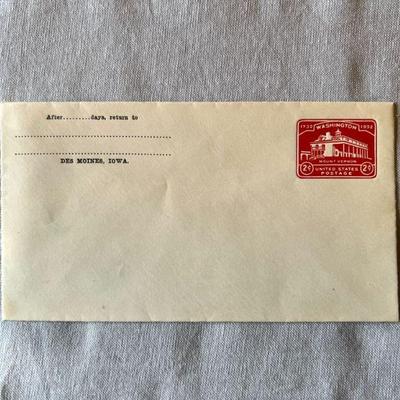 After.........days, return to
DES MOINES, IOWA.
1732 WASHINGTON 1932
MOUNT VERNON
2¢ UNITED STATES 2¢
POSTAGE